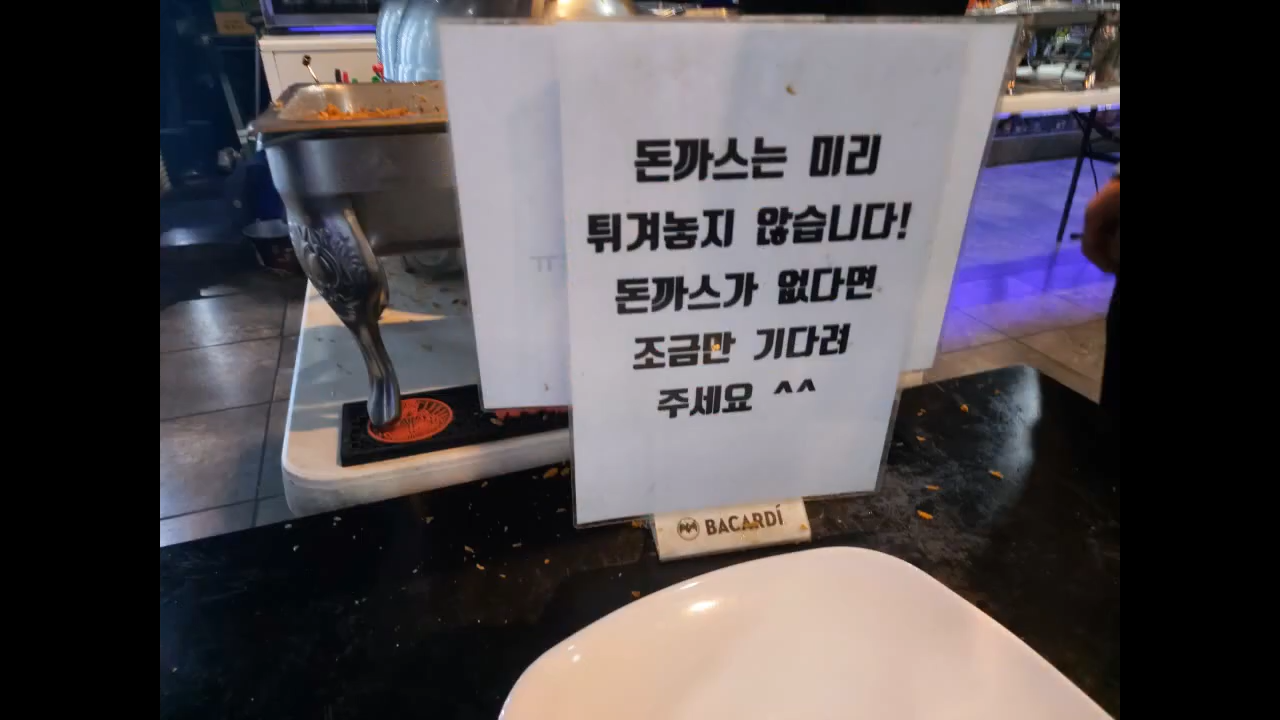 돈까스는 미리
튀겨놓지 않습니다!
돈까스가 없다면
조금만 기다려
주세요 ^^
BACARDÍ